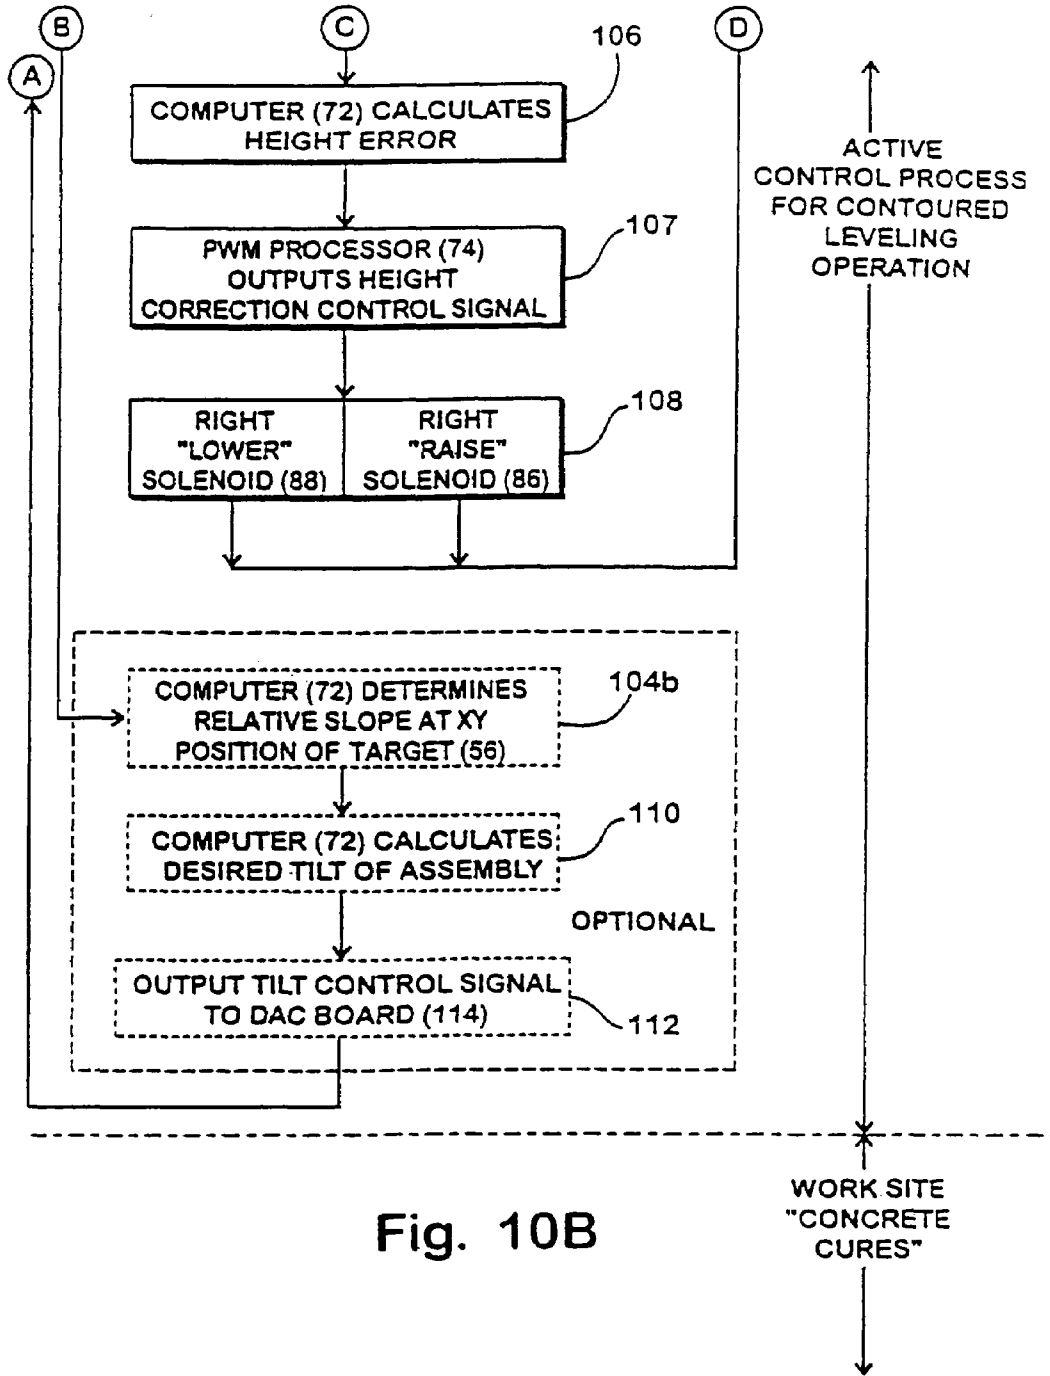 B
C
D
A
106
COMPUTER (72) CALCULATES
HEIGHT ERROR
ACTIVE
CONTROL PROCESS
FOR CONTOURED
LEVELING
OPERATION
107
PWM PROCESSOR (74)
OUTPUTS HEIGHT
CORRECTION CONTROL SIGNAL
108
RIGHT
"LOWER"
SOLENOID (88)
RIGHT
"RAISE"
SOLENOID (86)
104b
COMPUTER (72) DETERMINES
RELATIVE SLOPE AT XY
POSITION OF TARGET (56)
110
COMPUTER (72) CALCULATES
DESIRED TILT OF ASSEMBLY
OPTIONAL
OUTPUT TILT CONTROL SIGNAL
TO DAC BOARD (114)
112
WORK SITE
"CONCRETE
CURES"
Fig. 10B